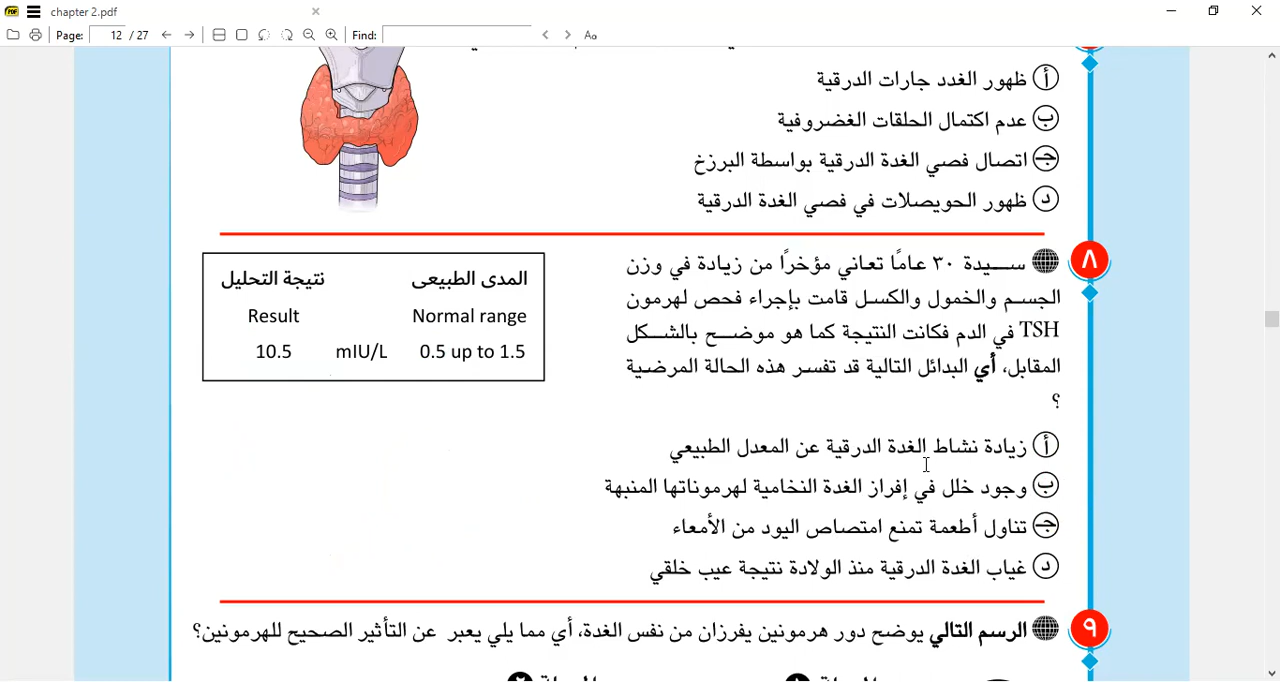 chapter 2.pdf
Page: 12 / 27 Find: Aa
أ ظهور الغدد جارات الدرقية
ب عدم اكتمال الحلقات الغضروفية
ج اتصال فصي الغدة الدرقية بواسطة البرزخ
د ظهور الحويصلات في فصي الغدة الدرقية
٨ سيدة ٣٠ عامًا تعاني مؤخرًا من زيادة في وزن
الجسم والخمول والكسل قامت بإجراء فحص لهرمون
TSH في الدم فكانت النتيجة كما هو موضح بالشكل
المقابل، أي البدائل التالية قد تفسر هذه الحالة المرضية
؟
المدى الطبيعى نتيجة التحليل
Result Normal range
10.5 mIU/L 0.5 up to 1.5
أ زيادة نشاط الغدة الدرقية عن المعدل الطبيعي
ب وجود خلل في إفراز الغدة النخامية لهرموناتها المنبهة
ج تناول أطعمة تمنع امتصاص اليود من الأمعاء
د غياب الغدة الدرقية منذ الولادة نتيجة عيب خلقي
٩ الرسم التالي يوضح دور هرمونين يفرزان من نفس الغدة، أي مما يلي يعبر عن التأثير الصحيح للهرمونين؟